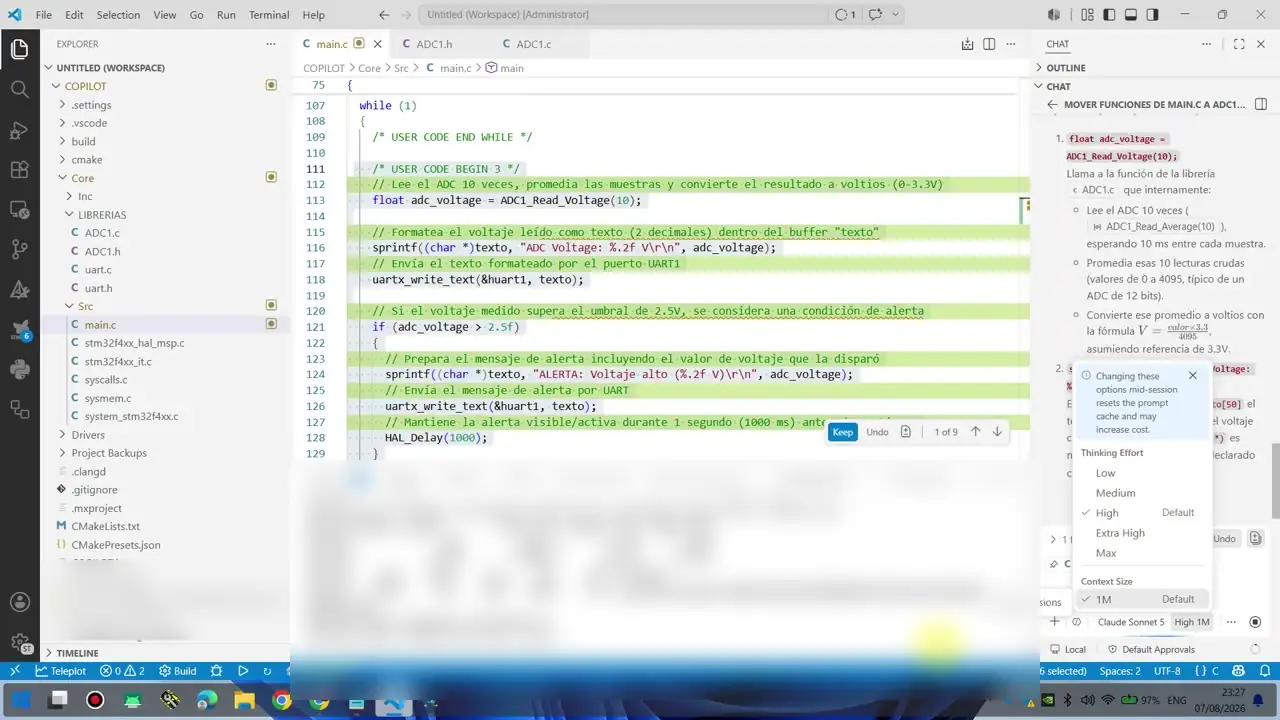 File Edit Selection View Go Run Terminal Help
Untitled (Workspace) [Administrator]
1
EXPLORER
UNTITLED (WORKSPACE)
COPILOT
.settings
.vscode
build
cmake
Core
Inc
LIBRERIAS
ADC1.c
ADC1.h
uart.c
uart.h
Src
main.c
stm32f4xx_hal_msp.c
stm32f4xx_it.c
syscalls.c
sysmem.c
system_stm32f4xx.c
Drivers
Project Backups
.clangd
.gitignore
.mxproject
CMakeLists.txt
CMakePresets.json
TIMELINE
main.c ADC1.h ADC1.c
COPILOT > Core > Src > main.c > main
75 {
107 while (1)
108 {
109 /* USER CODE END WHILE */
110
111 /* USER CODE BEGIN 3 */
112 // Lee el ADC 10 veces, promedia las muestras y convierte el resultado a voltios (0-3.3V)
113 float adc_voltage = ADC1_Read_Voltage(10);
114
115 // Formatea el voltaje leído como texto (2 decimales) dentro del buffer "texto"
116 sprintf((char *)texto, "ADC Voltage: %.2f V\r\n", adc_voltage);
117 // Envía el texto formateado por el puerto UART1
118 uartx_write_text(&huart1, texto);
119
120 // Si el voltaje medido supera el umbral de 2.5V, se considera una condición de alerta
121 if (adc_voltage > 2.5f)
122 {
123 // Prepara el mensaje de alerta incluyendo el valor de voltaje que la disparó
124 sprintf((char *)texto, "ALERTA: Voltaje alto (%.2f V)\r\n", adc_voltage);
125 // Envía el mensaje de alerta por UART
126 uartx_write_text(&huart1, texto);
127 // Mantiene la alerta visible/activa durante 1 segundo (1000 ms)
128 HAL_Delay(1000);
129 }
Keep Undo 1 of 9
CHAT
OUTLINE
CHAT
MOVER FUNCIONES DE MAIN.C A ADC1...
1. float adc_voltage =
ADC1_Read_Voltage(10);
Llama a la función de la librería
ADC1.c que internamente:
Lee el ADC 10 veces (
ADC1_Read_Average(10) ),
esperando 10 ms entre cada muestra.
Promedia esas 10 lecturas crudas
(valores de 0 a 4095, típico de un
ADC de 12 bits).
Convierte ese promedio a voltios con
la fórmula V = valor×3.3/4095,
asumiendo referencia de 3.3V.
2.
Changing these
options mid-session
resets the prompt
cache and may
increase cost.
Thinking Effort
Low
Medium
High Default
Extra High
Max
Context Size
1M Default
Undo
Claude Sonnet 5 High 1M
Local Default Approvals
Teleplot 0 2 Build
Spaces: 2 UTF-8 {} C
97% ENG
23:27
07/08/2026